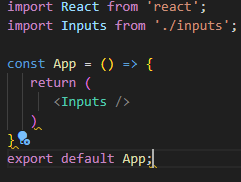 import React from 'react';
import Inputs from './inputs';
const App = () => {
return (
<Inputs />
)
}
export default App;